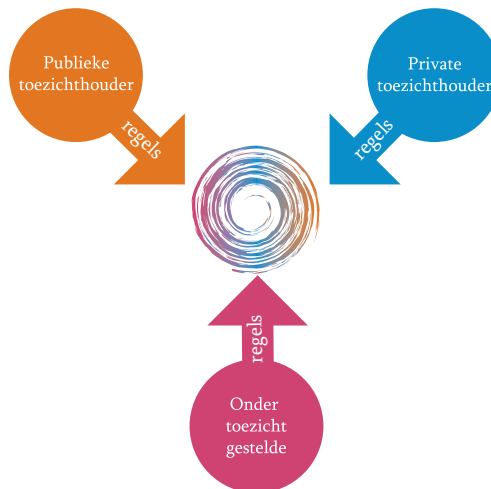 Publieke
toezichthouder
regels
Private
toezichthouder
regels
regels
Onder
toezicht
gestelde